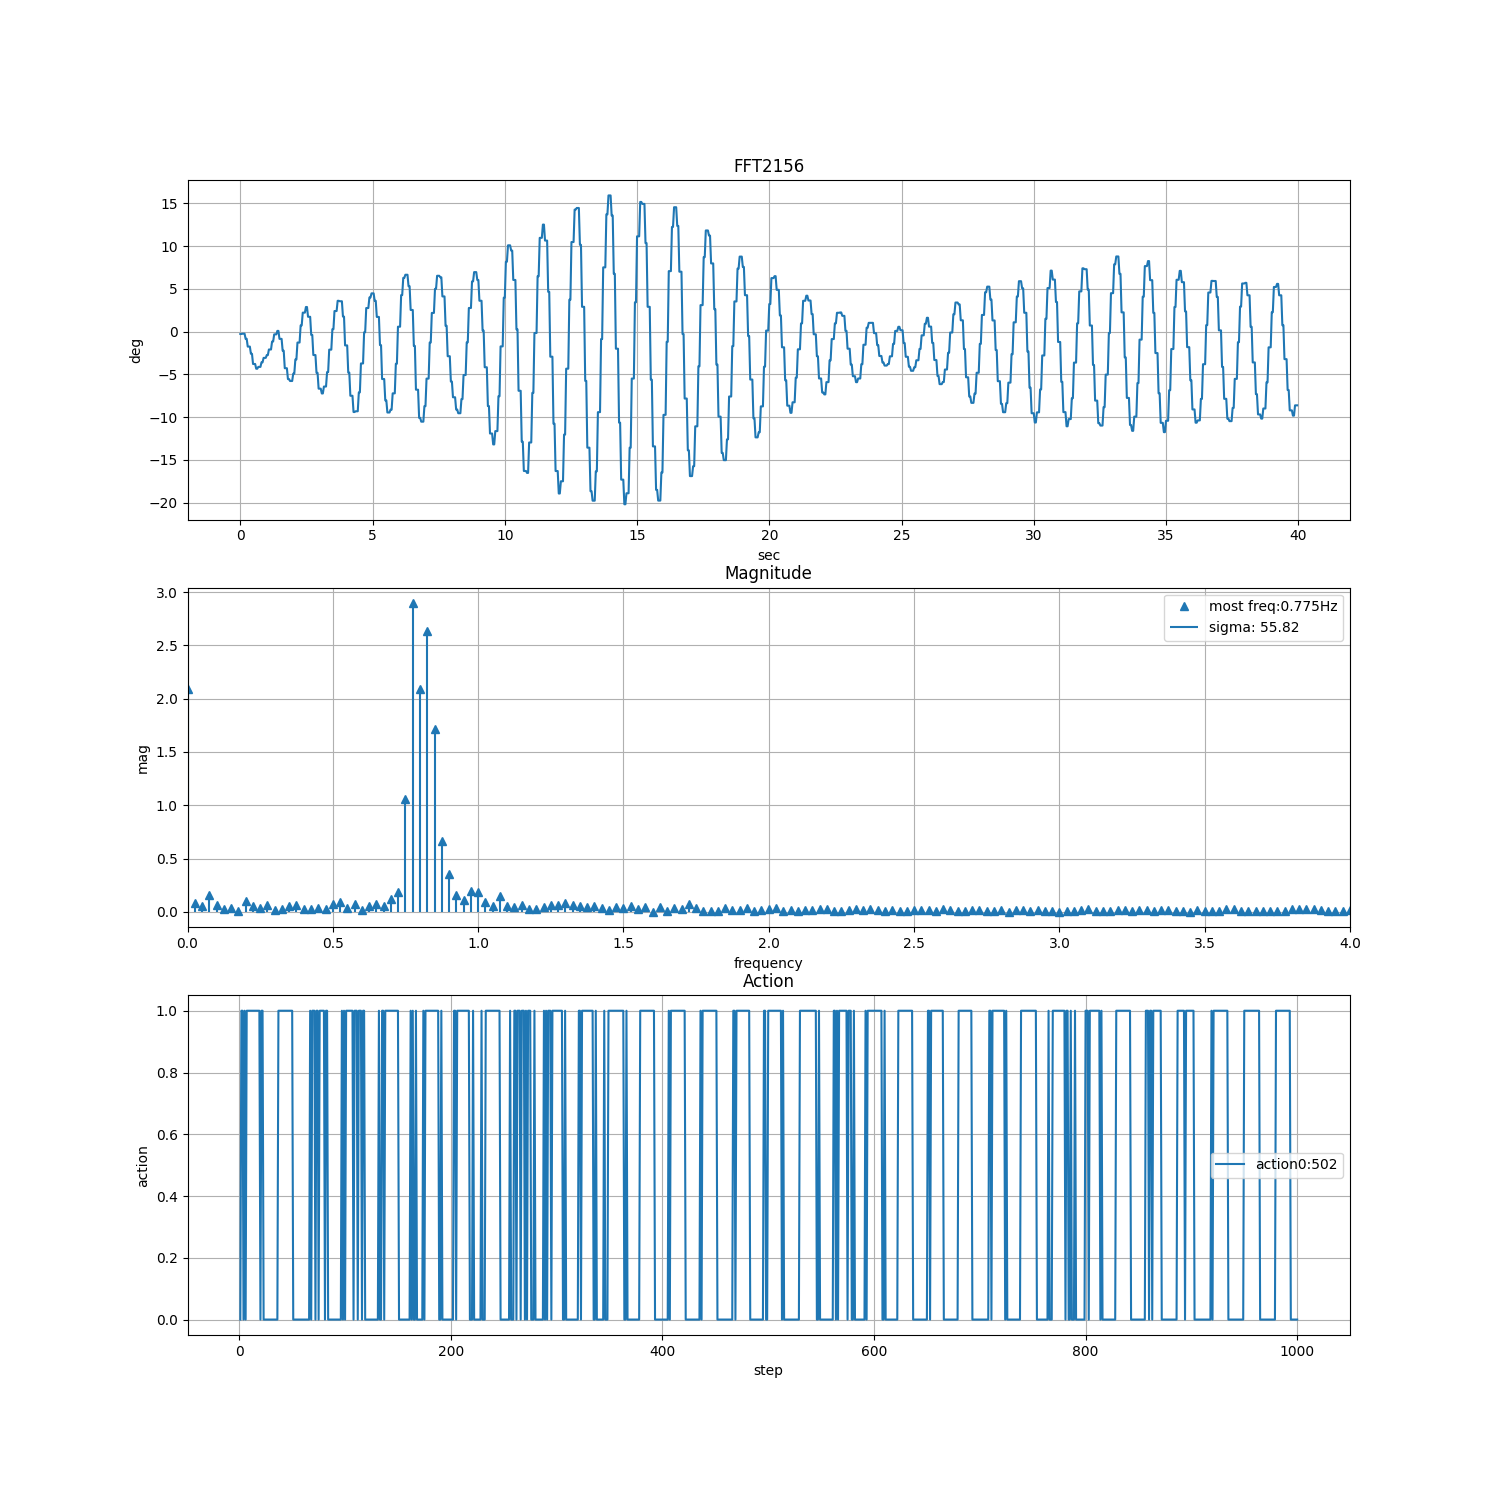 FFT2156
15
10
5
0
−5
−10
−15
−20
deg
0 5 10 15 20 25 30 35 40
sec
Magnitude
3.0
2.5
2.0
1.5
1.0
0.5
0.0
mag
most freq:0.775Hz
sigma: 55.82
0.0 0.5 1.0 1.5 2.0 2.5 3.0 3.5 4.0
frequency
Action
1.0
0.8
0.6
0.4
0.2
0.0
action
action0:502
0 200 400 600 800 1000
step